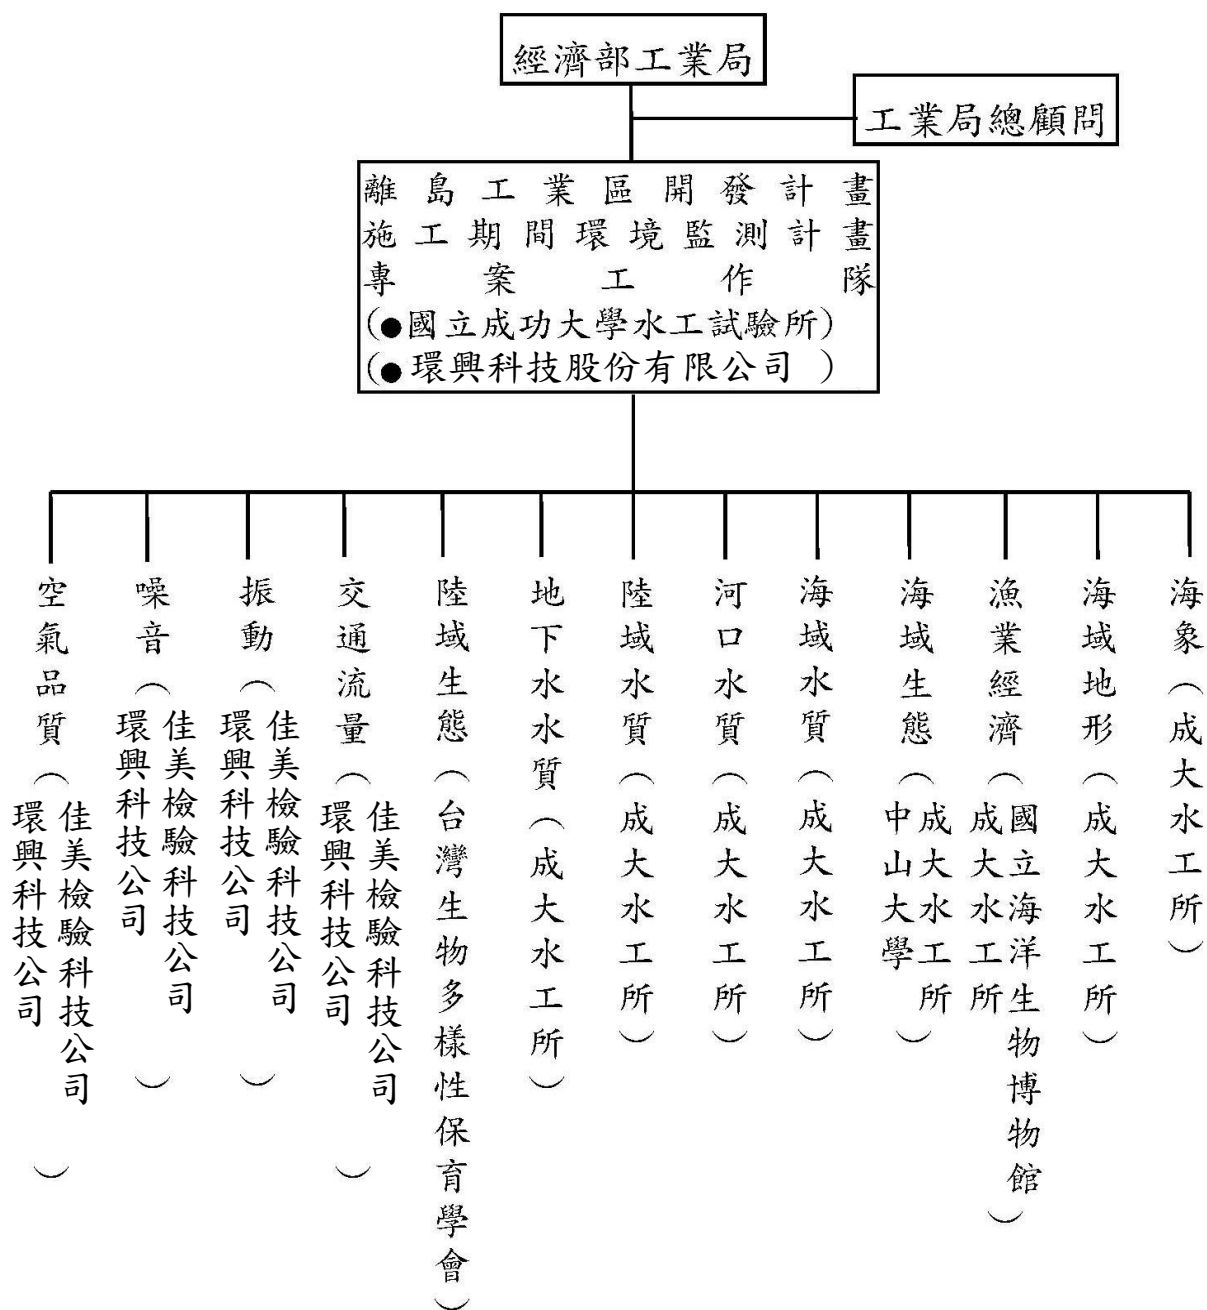 經濟部工業局
工業局總顧問
離島工業區開發計畫
施工期間環境監測計畫
專案工作隊
(●國立成功大學水工試驗所)
(●環興科技股份有限公司 )
空氣品質(
佳美檢驗科技公司
環興科技公司
)
噪音(
佳美檢驗科技公司
環興科技公司
)
振動(
佳美檢驗科技公司
環興科技公司
)
交通流量(
佳美檢驗科技公司
環興科技公司
)
陸域生態(台灣生物多樣性保育學會)
地下水水質(成大水工所)
陸域水質(成大水工所)
河口水質(成大水工所)
海域水質(成大水工所)
海域生態(
成大水工所
中山大學
)
漁業經濟(
國立海洋生物博物館
成大水工所
)
海域地形(成大水工所)
海象(成大水工所)